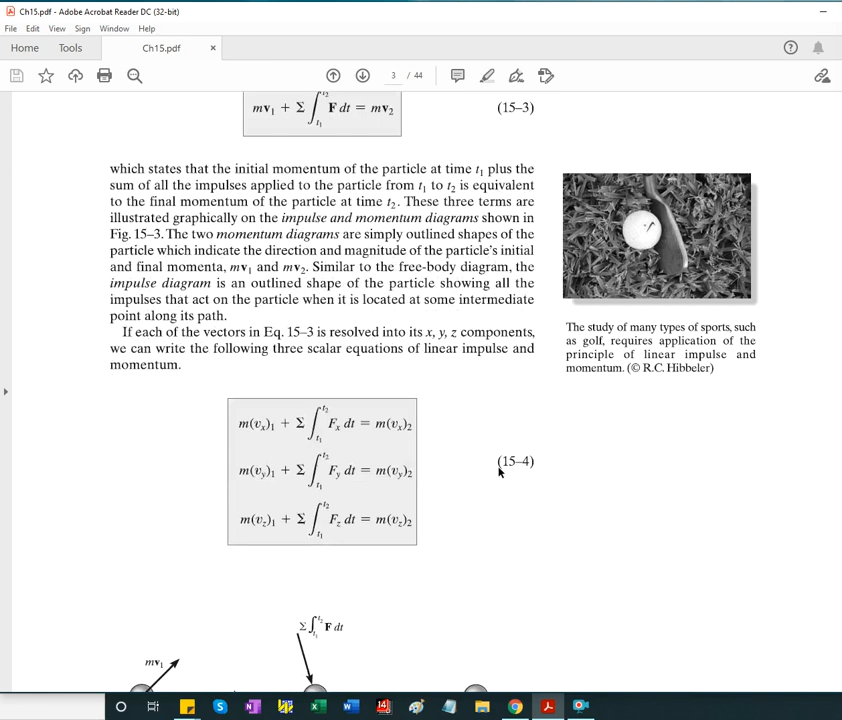 Ch15.pdf - Adobe Acrobat Reader DC (32-bit)
File Edit View Sign Window Help
Home Tools Ch15.pdf ×
3 / 44
mv₁ + Σ ∫_{t₁}^{t₂} F dt = mv₂ (15–3)
which states that the initial momentum of the particle at time t₁ plus the
sum of all the impulses applied to the particle from t₁ to t₂ is equivalent
to the final momentum of the particle at time t₂. These three terms are
illustrated graphically on the impulse and momentum diagrams shown in
Fig. 15–3. The two momentum diagrams are simply outlined shapes of the
particle which indicate the direction and magnitude of the particle's initial
and final momenta, mv₁ and mv₂. Similar to the free-body diagram, the
impulse diagram is an outlined shape of the particle showing all the
impulses that act on the particle when it is located at some intermediate
point along its path.
If each of the vectors in Eq. 15–3 is resolved into its x, y, z components,
we can write the following three scalar equations of linear impulse and
momentum.
The study of many types of sports, such
as golf, requires application of the
principle of linear impulse and
momentum. (© R.C. Hibbeler)
m(vₓ)₁ + Σ ∫_{t₁}^{t₂} Fₓ dt = m(vₓ)₂
m(v_y)₁ + Σ ∫_{t₁}^{t₂} F_y dt = m(v_y)₂ (15–4)
m(v_z)₁ + Σ ∫_{t₁}^{t₂} F_z dt = m(v_z)₂
Σ ∫_{t₁}^{t₂} F dt
mv₁